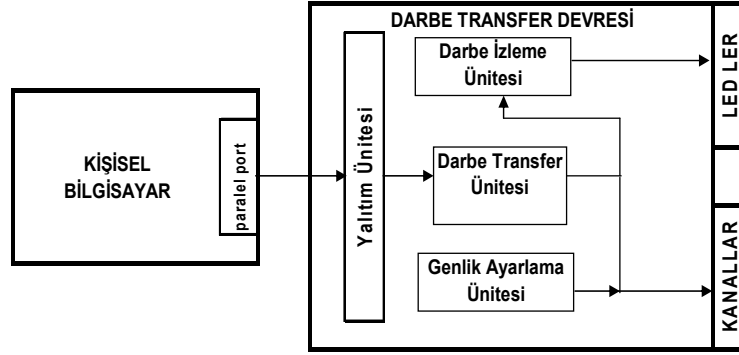 DARBE TRANSFER DEVRESİ
KİŞİSEL
BİLGİSAYAR
paralel port
Yalıtım Ünitesi
Darbe İzleme
Ünitesi
Darbe Transfer
Ünitesi
Genlik Ayarlama
Ünitesi
LED LER
KANALLAR